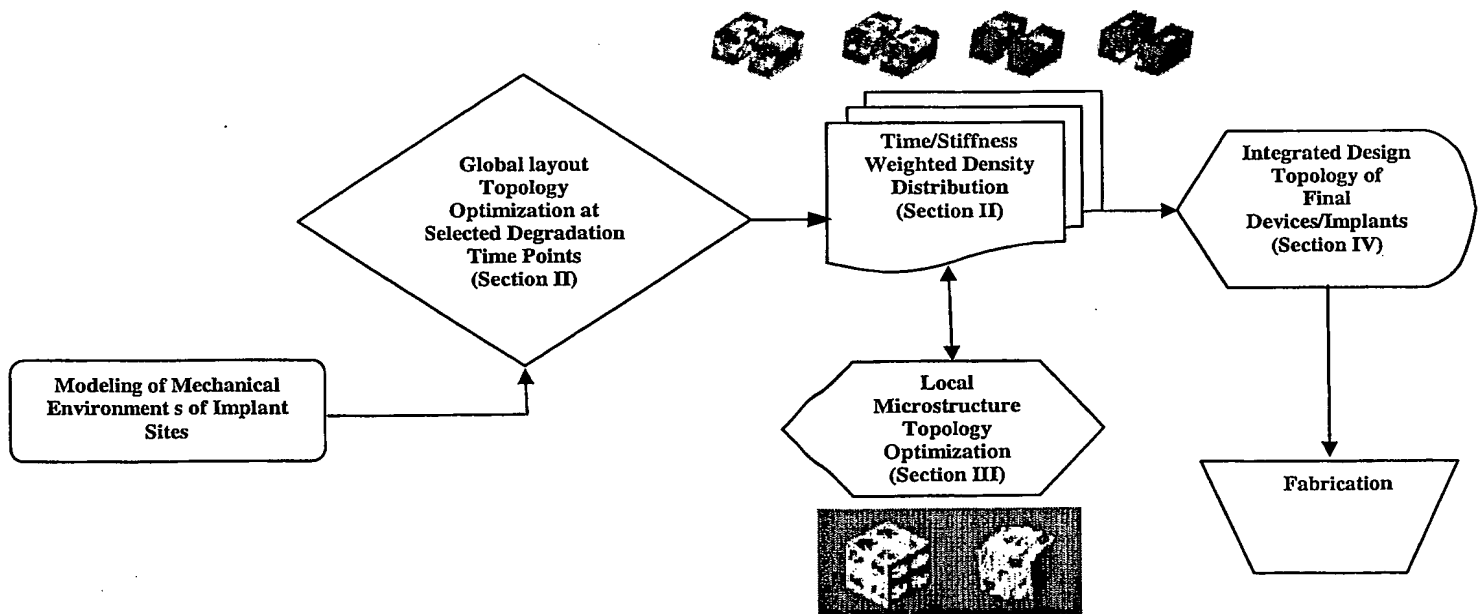 Modeling of Mechanical
Environment s of Implant
Sites
Global layout
Topology
Optimization at
Selected Degradation
Time Points
(Section II)
Time/Stiffness
Weighted Density
Distribution
(Section II)
Local
Microstructure
Topology
Optimization
(Section III)
Integrated Design
Topology of
Final
Devices/Implants
(Section IV)
Fabrication